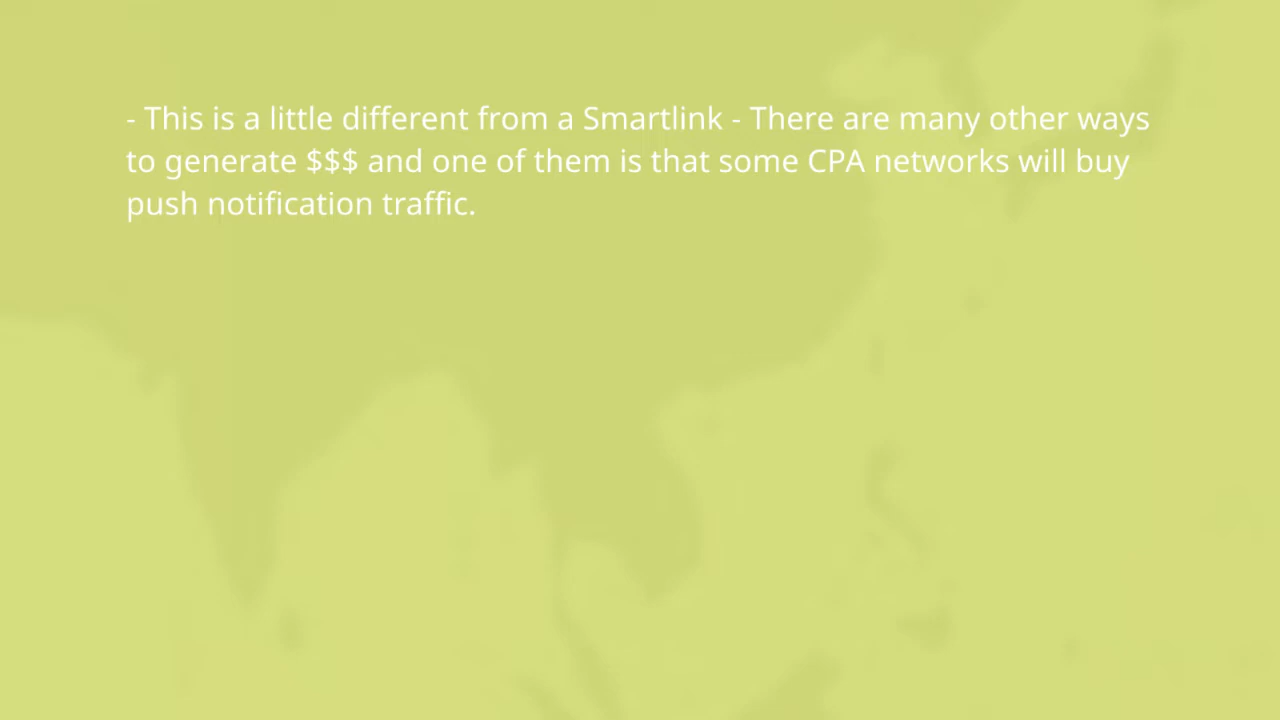 - This is a little different from a Smartlink - There are many other ways
to generate $$$ and one of them is that some CPA networks will buy
push notification traffic.